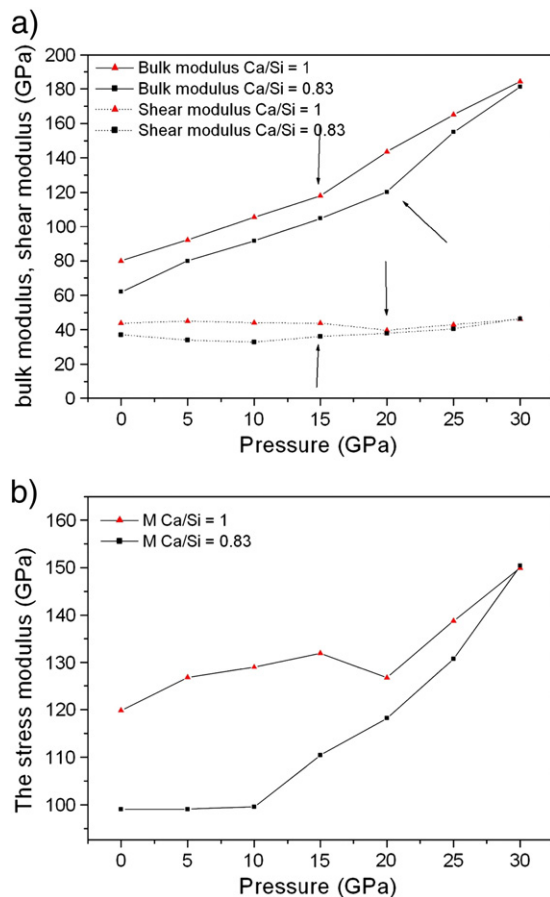 a)
bulk modulus, shear modulus (GPa)
200
180
160
140
120
100
80
60
40
20
0
Bulk modulus Ca/Si = 1
Bulk modulus Ca/Si = 0.83
Shear modulus Ca/Si = 1
Shear modulus Ca/Si = 0.83
0 5 10 15 20 25 30
Pressure (GPa)
b)
The stress modulus (GPa)
160
150
140
130
120
110
100
M Ca/Si = 1
M Ca/Si = 0.83
0 5 10 15 20 25 30
Pressure (GPa)